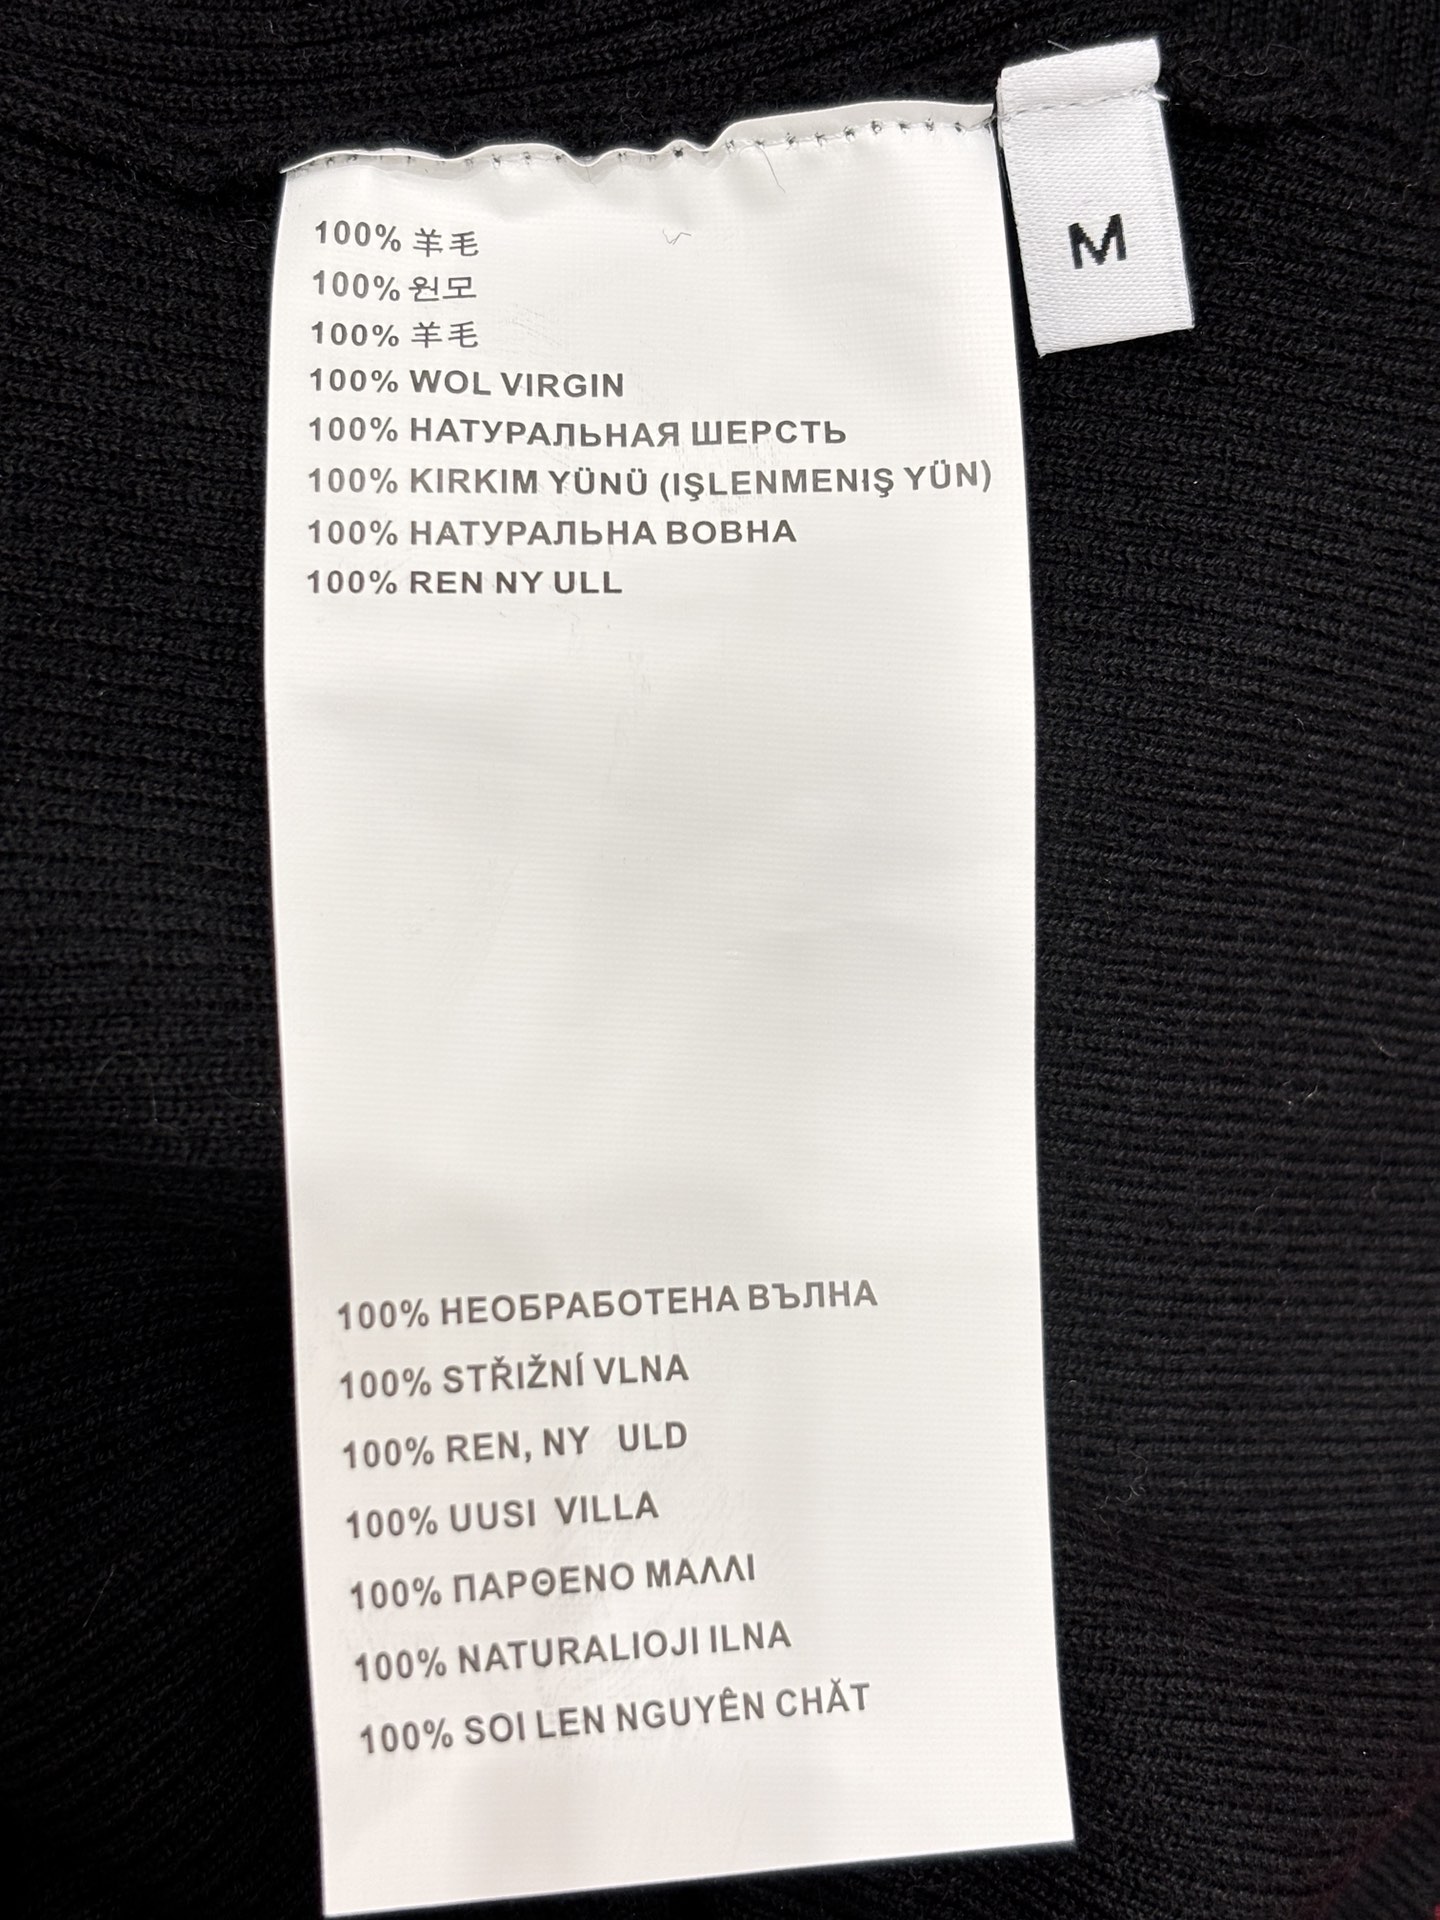 100% 羊毛
100% 원모
100% 羊毛
100% WOL VIRGIN
100% НАТУРАЛЬНАЯ ШЕРСТЬ
100% KIRKIM YÜNÜ (IŞLENMENIŞ YÜN)
100% НАТУРАЛЬНА ВОВНА
100% REN NY ULL
M
100% НЕОБРАБОТЕНА ВЪЛНА
100% STŘIŽNÍ VLNA
100% REN, NY ULD
100% UUSI VILLA
100% ΠΑΡΘΕΝΟ ΜΑΛΛΙ
100% NATURALIOJI ILNA
100% SOI LEN NGUYÊN CHĂT